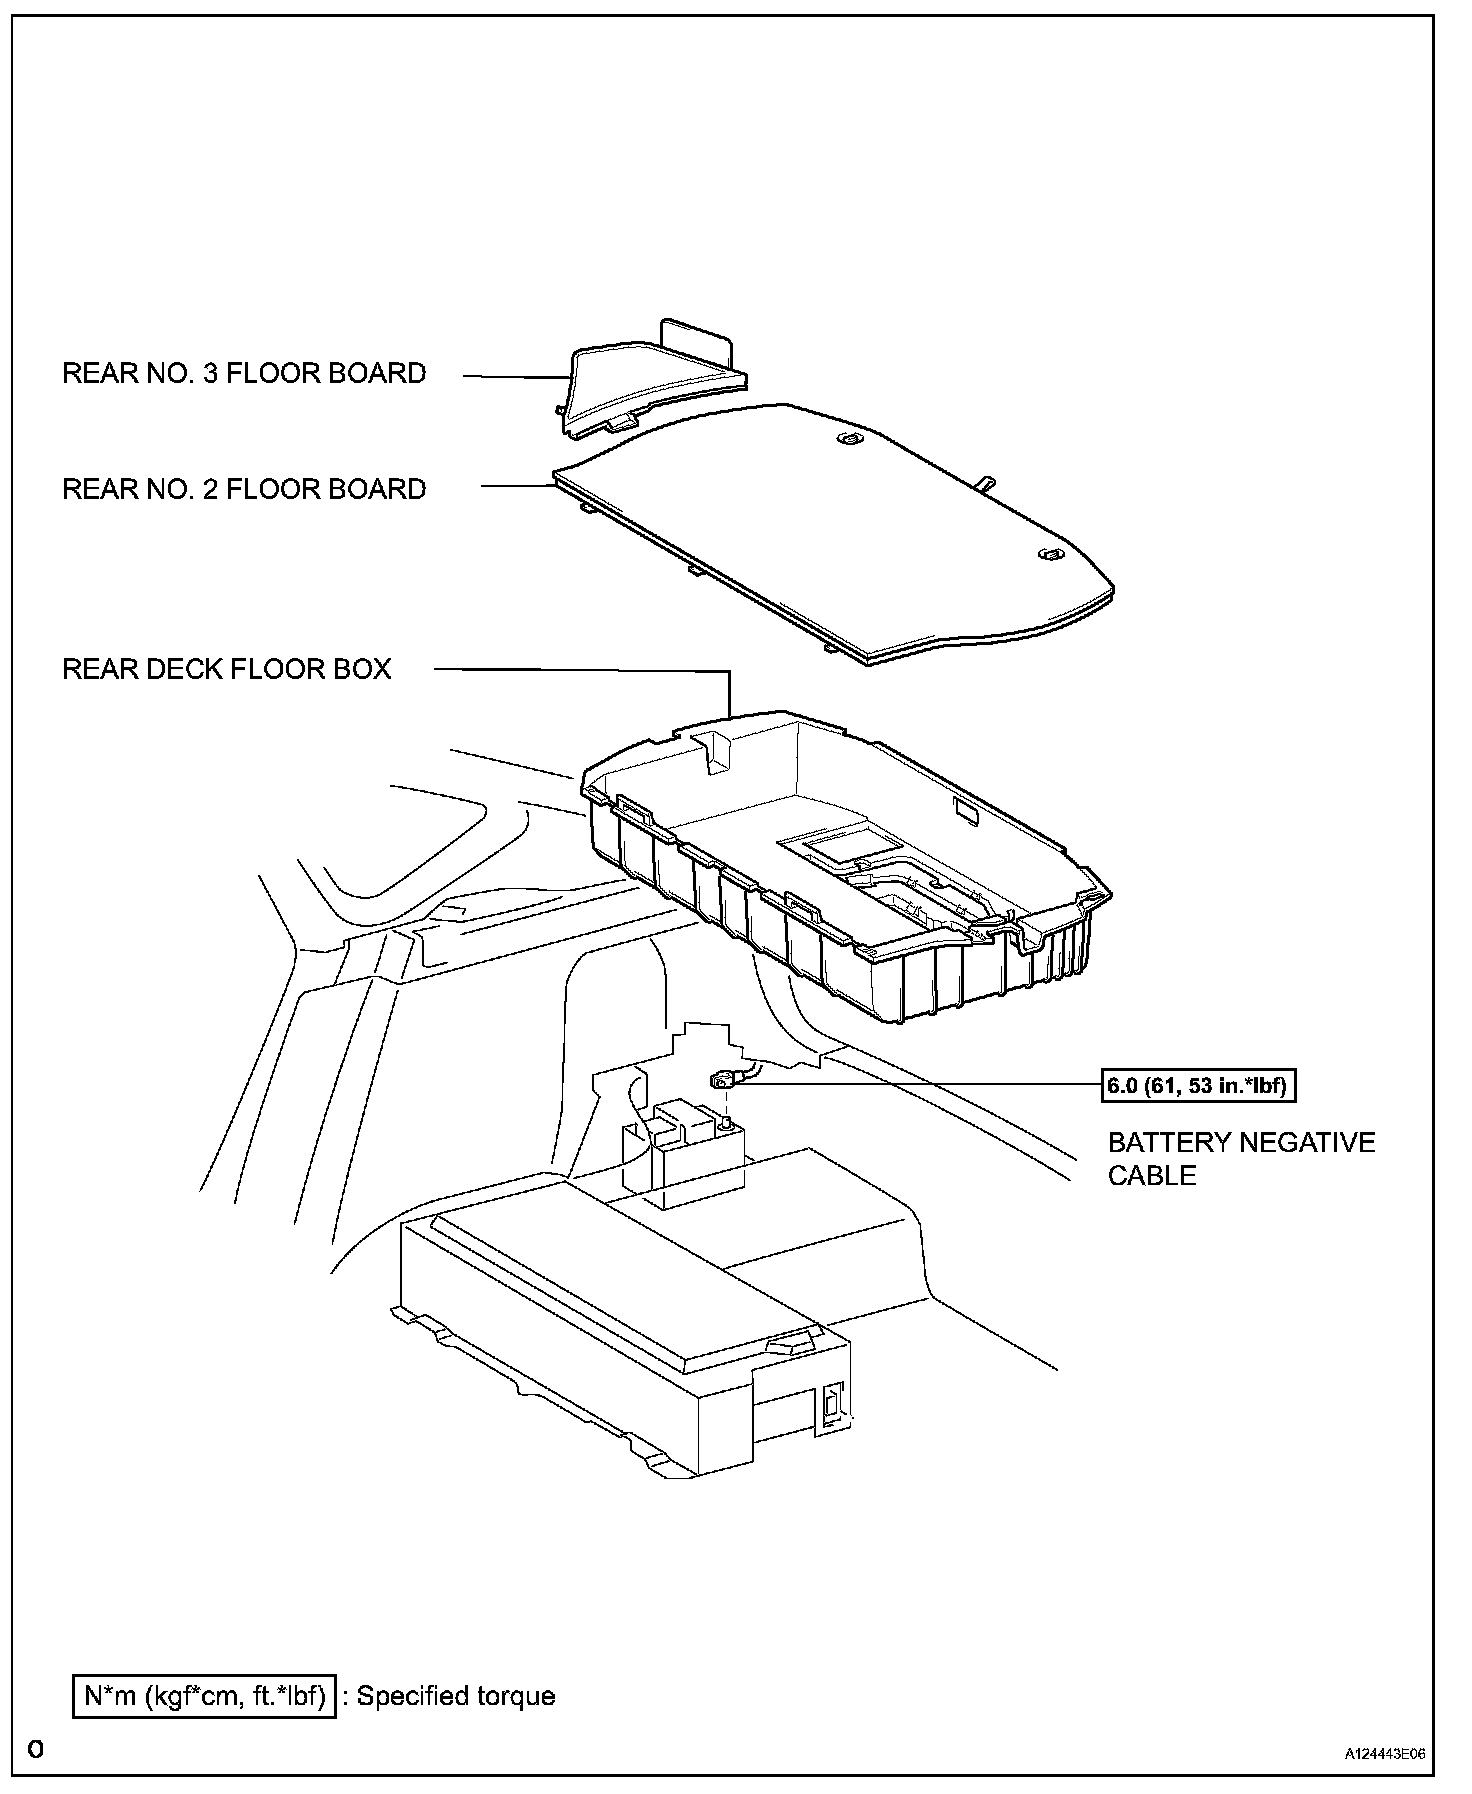 REAR NO. 3 FLOOR BOARD
REAR NO. 2 FLOOR BOARD
REAR DECK FLOOR BOX
6.0 (61, 53 in.*lbf)
BATTERY NEGATIVE
CABLE
N*m (kgf*cm, ft.*lbf) : Specified torque
O
A124443E06